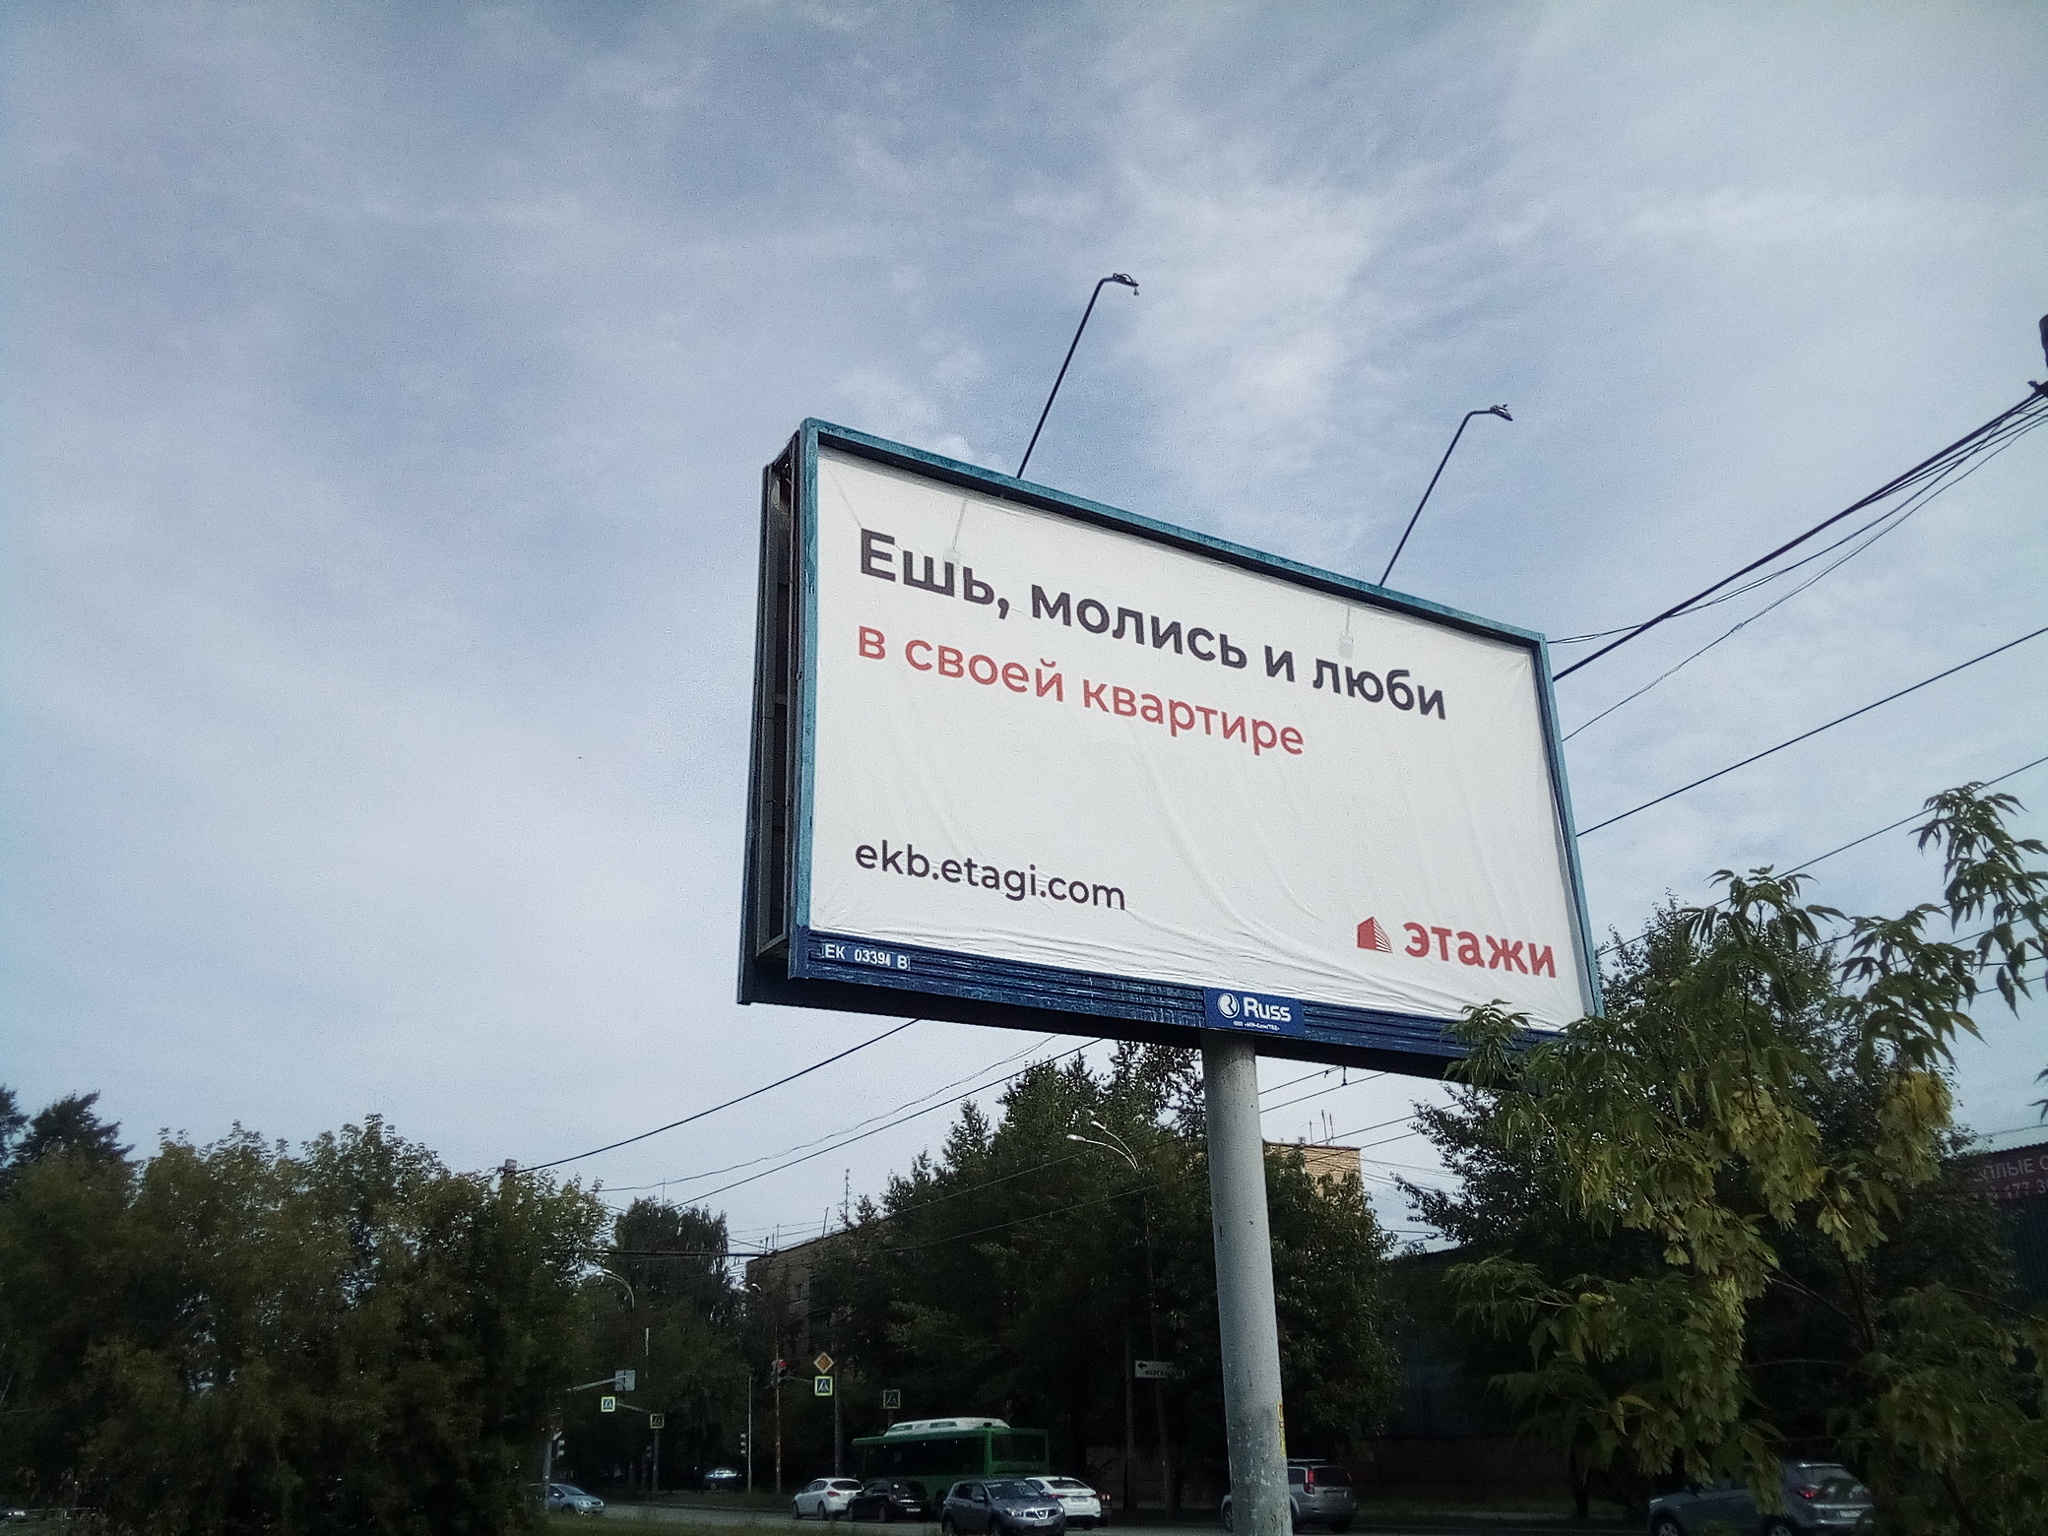 Ешь, молись и люби
в своей квартире
ekb.etagi.com
этажи
ЕК 03394 В
Russ